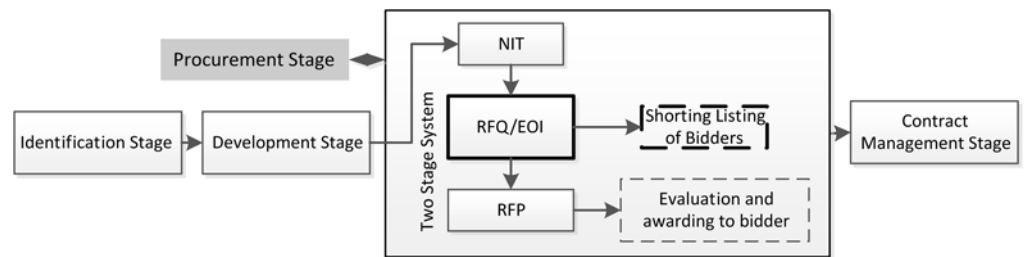 Procurement Stage
NIT
Identification Stage
Development Stage
Two Stage System
RFQ/EOI
Shorting Listing
of Bidders
Contract
Management Stage
RFP
Evaluation and
awarding to bidder